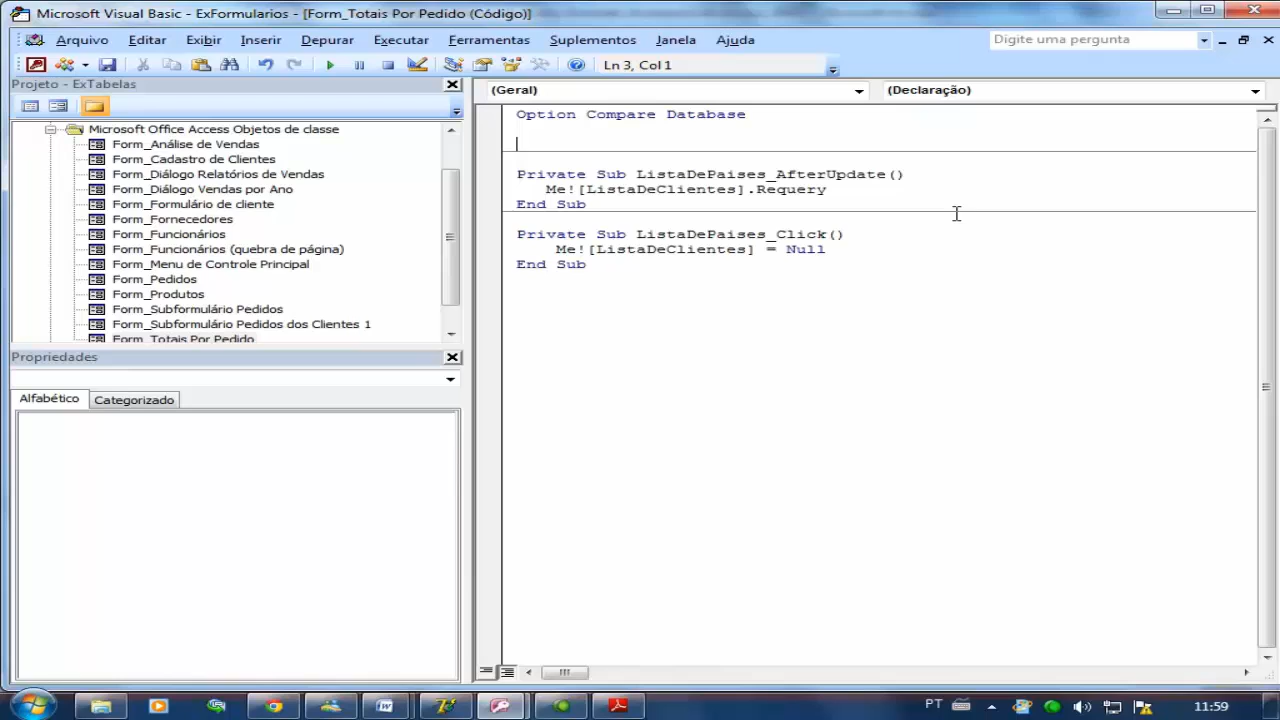 Microsoft Visual Basic - ExFormularios - [Form_Totais Por Pedido (Código)]
Arquivo Editar Exibir Inserir Depurar Executar Ferramentas Suplementos Janela Ajuda Digite uma pergunta
Ln 3, Col 1
Projeto - ExTabelas
Microsoft Office Access Objetos de classe
Form_Análise de Vendas
Form_Cadastro de Clientes
Form_Diálogo Relatórios de Vendas
Form_Diálogo Vendas por Ano
Form_Formulário de cliente
Form_Fornecedores
Form_Funcionários
Form_Funcionários (quebra de página)
Form_Menu de Controle Principal
Form_Pedidos
Form_Produtos
Form_Subformulário Pedidos
Form_Subformulário Pedidos dos Clientes 1
Form_Totais Por Pedido
Propriedades
Alfabético Categorizado
(Geral) (Declaração)
Option Compare Database
Private Sub ListaDePaises_AfterUpdate()
Me![ListaDeClientes].Requery
End Sub
Private Sub ListaDePaises_Click()
Me![ListaDeClientes] = Null
End Sub
PT 11:59